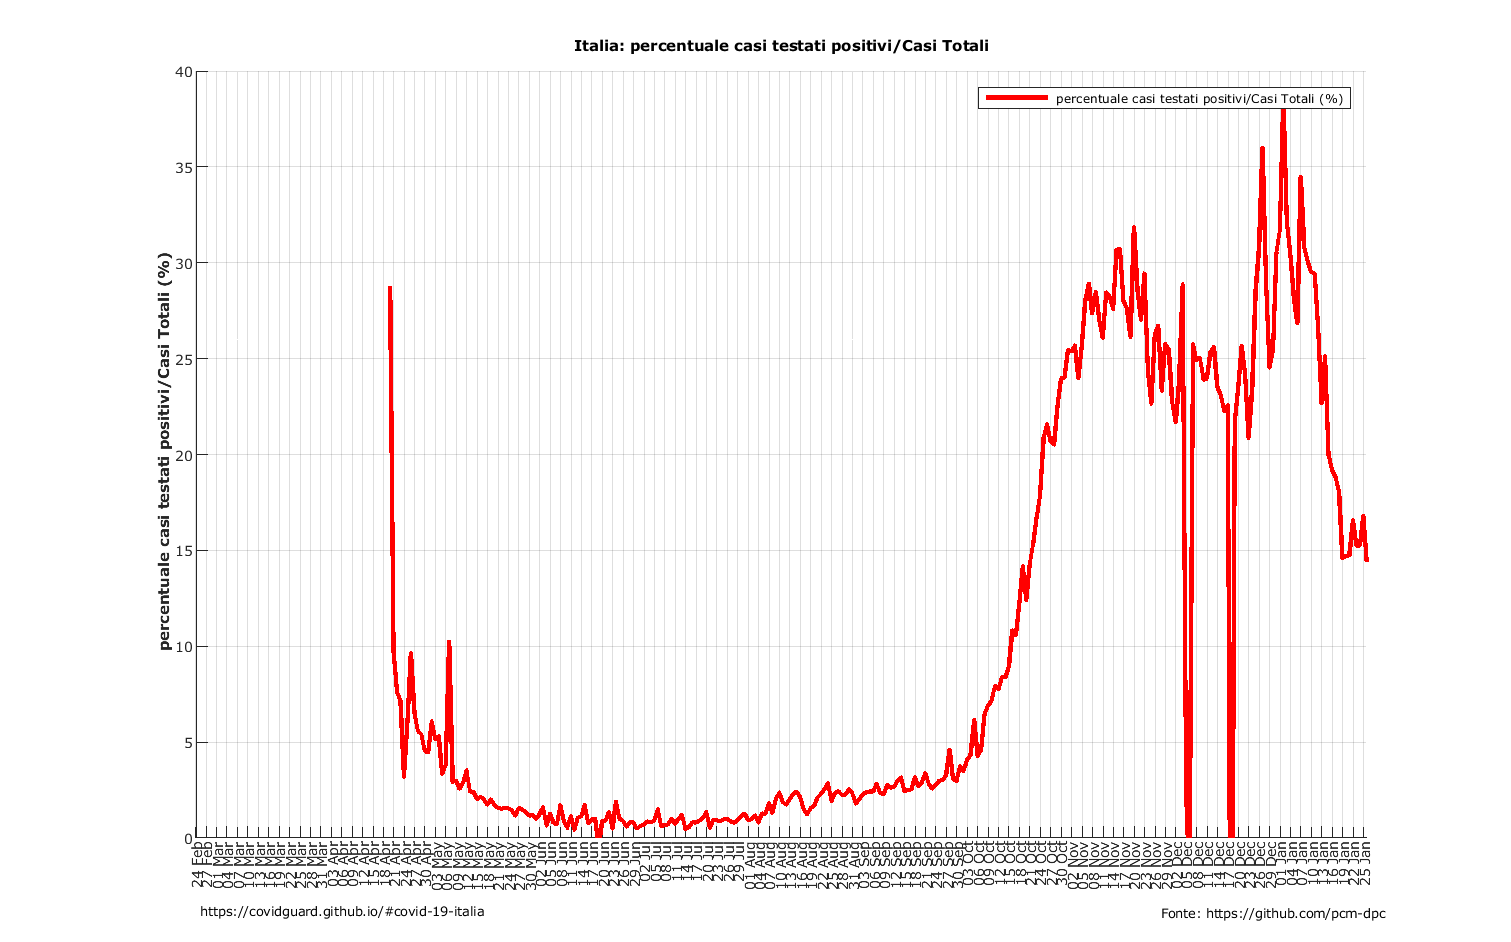 Italia: percentuale casi testati positivi/Casi Totali
percentuale casi testati positivi/Casi Totali (%)
percentuale casi testati positivi/Casi Totali (%)
40
35
30
25
20
15
10
5
0
24 Feb
27 Feb
01 Mar
04 Mar
07 Mar
10 Mar
13 Mar
16 Mar
19 Mar
22 Mar
25 Mar
28 Mar
31 Mar
03 Apr
06 Apr
09 Apr
12 Apr
15 Apr
18 Apr
21 Apr
24 Apr
27 Apr
30 Apr
03 May
06 May
09 May
12 May
15 May
18 May
21 May
24 May
27 May
30 May
02 Jun
05 Jun
08 Jun
11 Jun
14 Jun
17 Jun
20 Jun
23 Jun
26 Jun
29 Jun
02 Jul
05 Jul
08 Jul
11 Jul
14 Jul
17 Jul
20 Jul
23 Jul
26 Jul
29 Jul
01 Aug
04 Aug
07 Aug
10 Aug
13 Aug
16 Aug
19 Aug
22 Aug
25 Aug
28 Aug
31 Aug
03 Sep
06 Sep
09 Sep
12 Sep
15 Sep
18 Sep
21 Sep
24 Sep
27 Sep
30 Sep
03 Oct
06 Oct
09 Oct
12 Oct
15 Oct
18 Oct
21 Oct
24 Oct
27 Oct
30 Oct
02 Nov
05 Nov
08 Nov
11 Nov
14 Nov
17 Nov
20 Nov
23 Nov
26 Nov
29 Nov
02 Dec
05 Dec
08 Dec
11 Dec
14 Dec
17 Dec
20 Dec
23 Dec
26 Dec
29 Dec
01 Jan
04 Jan
07 Jan
10 Jan
13 Jan
16 Jan
19 Jan
22 Jan
25 Jan
https://covidguard.github.io/#covid-19-italia
Fonte: https://github.com/pcm-dpc